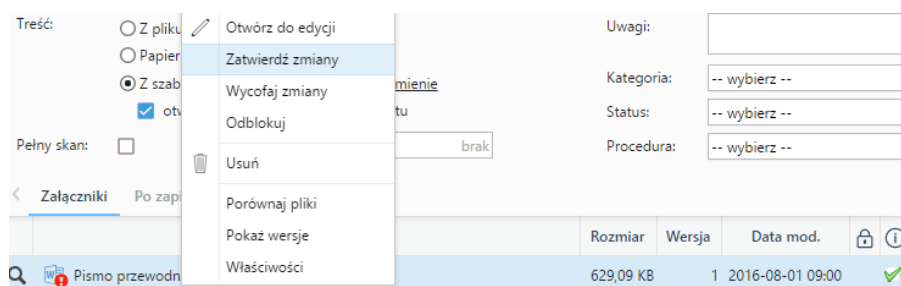 Treść:
Z pliku
Otwórz do edycji
Uwagi:
Papier
Zatwierdź zmiany
Z szab
mienie
Wycofaj zmiany
Kategoria:
-- wybierz --
otw
tu
Odblokuj
Status:
-- wybierz --
Pełny skan:
brak
Usuń
Procedura:
-- wybierz --
Załączniki
Po zapi
Porównaj pliki
Pokaż wersje
Rozmiar
Wersja
Data mod.
Pismo przewodn
Właściwości
629,09 KB
1
2016-08-01 09:00